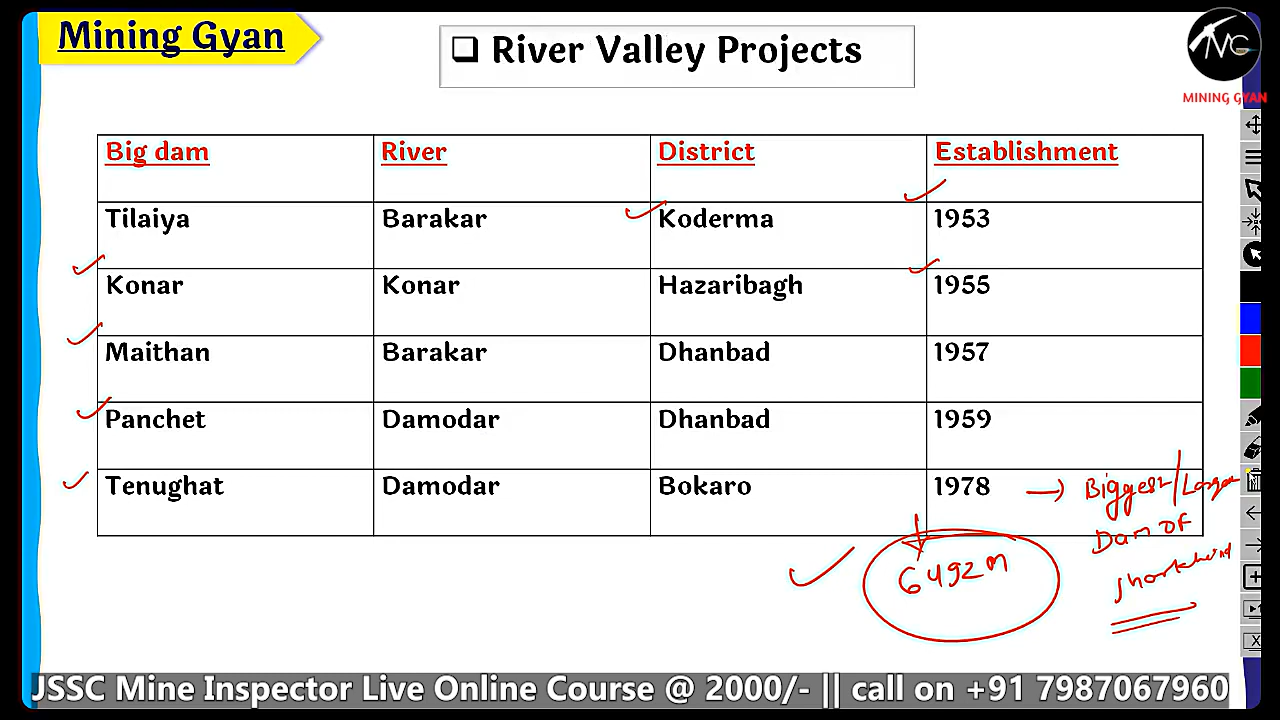 Mining Gyan
❑ River Valley Projects
MVG
MINING GYAN
Big dam River District Establishment
Tilaiya Barakar Koderma 1953
Konar Konar Hazaribagh 1955
Maithan Barakar Dhanbad 1957
Panchet Damodar Dhanbad 1959
Tenughat Damodar Bokaro 1978
→ Biggest/
Dam of
6492 m
JSSC Mine Inspector Live Online Course @ 2000/- || call on +91 7987067960